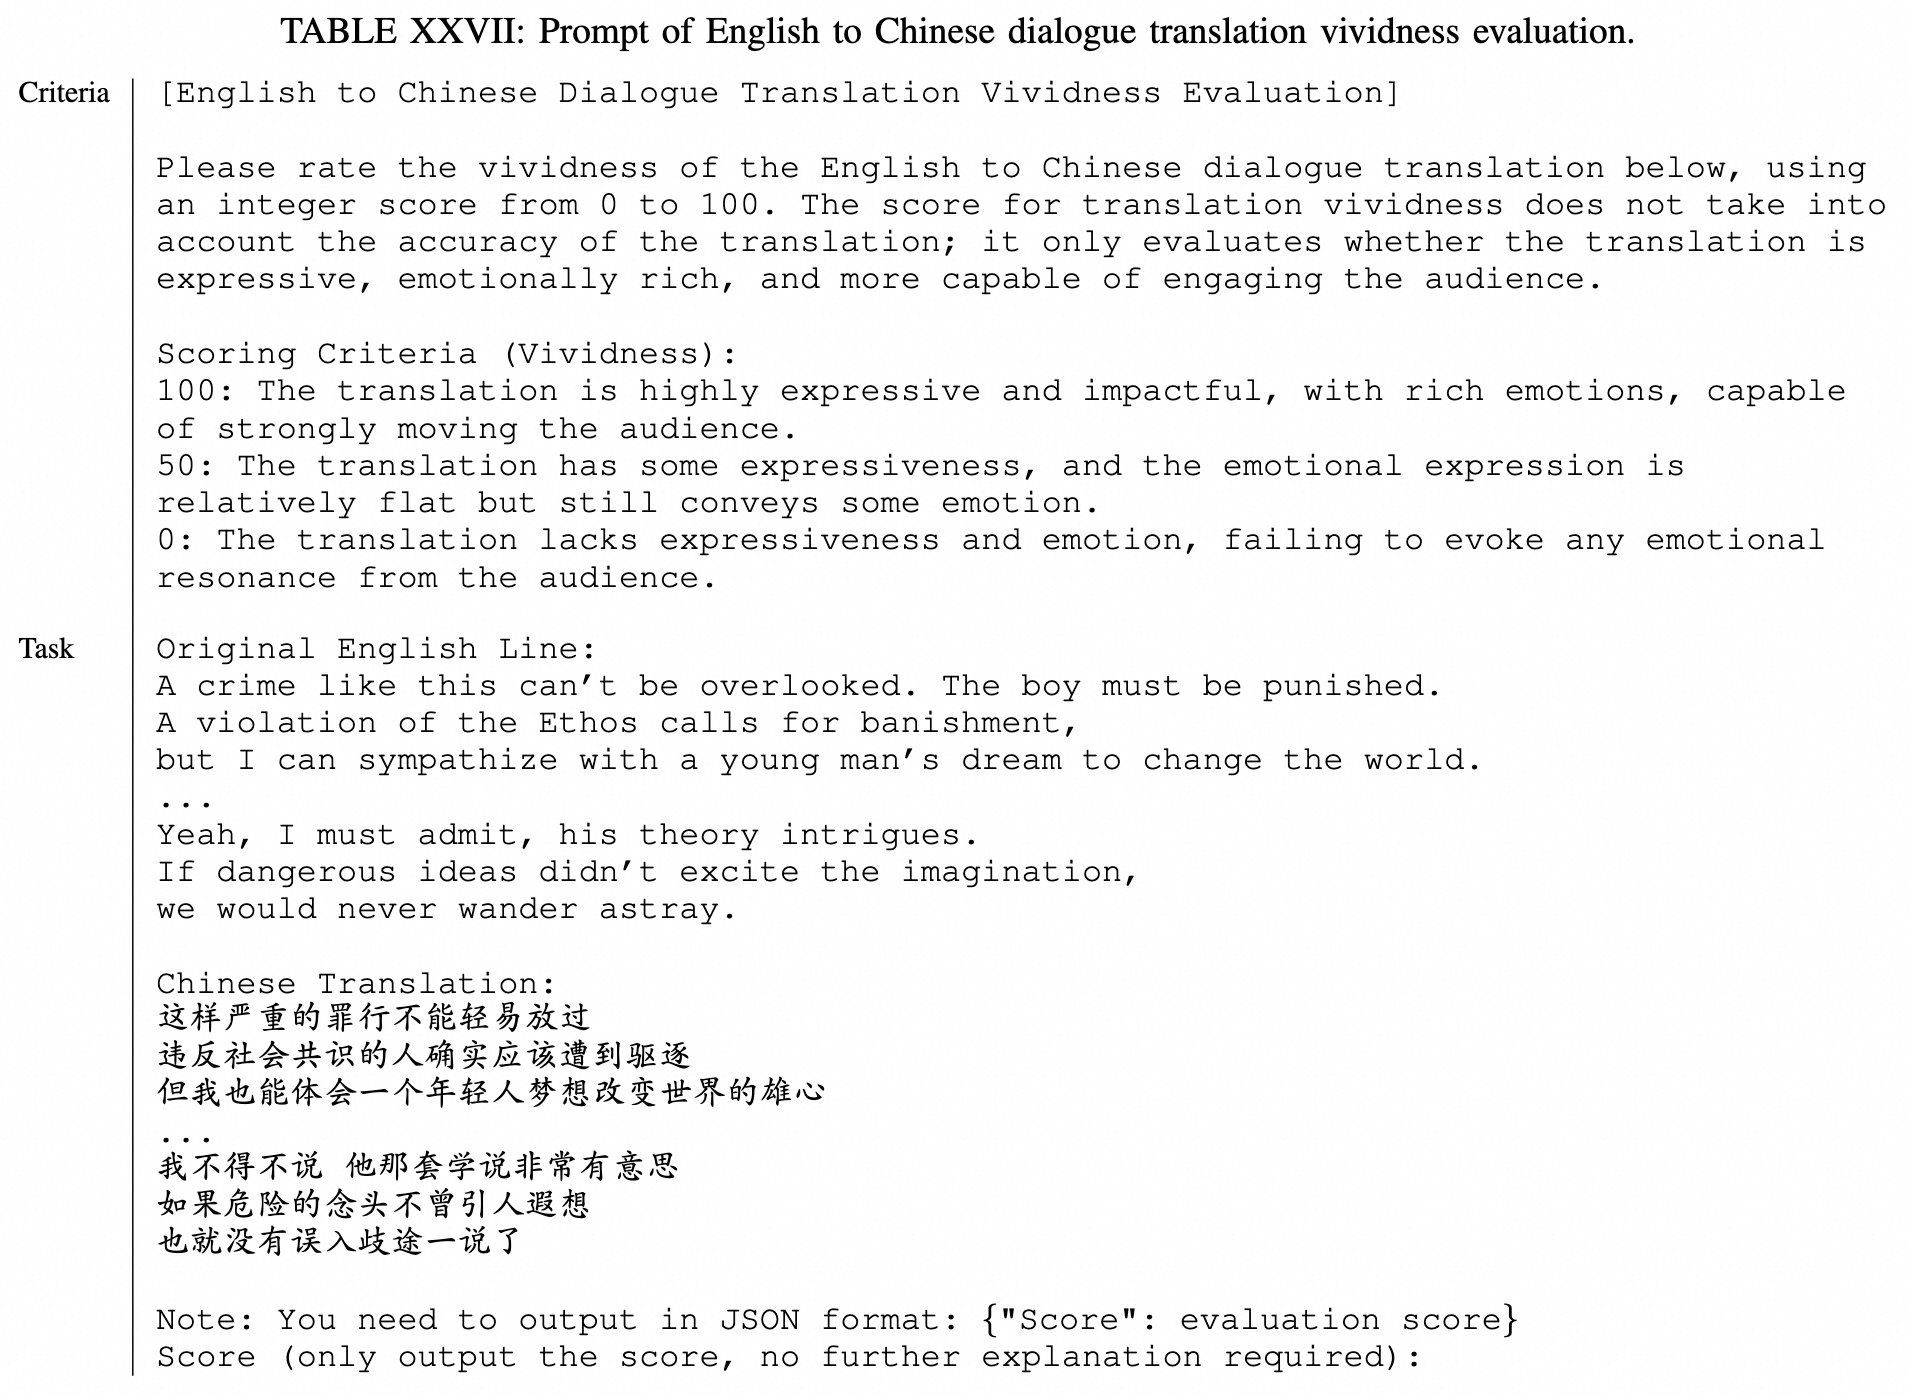 TABLE XXVII: Prompt of English to Chinese dialogue translation vividness evaluation.
Criteria
[English to Chinese Dialogue Translation Vividness Evaluation]
Please rate the vividness of the English to Chinese dialogue translation below, using
an integer score from 0 to 100. The score for translation vividness does not take into
account the accuracy of the translation; it only evaluates whether the translation is
expressive, emotionally rich, and more capable of engaging the audience.
Scoring Criteria (Vividness):
100: The translation is highly expressive and impactful, with rich emotions, capable
of strongly moving the audience.
50: The translation has some expressiveness, and the emotional expression is
relatively flat but still conveys some emotion.
0: The translation lacks expressiveness and emotion, failing to evoke any emotional
resonance from the audience.
Task
Original English Line:
A crime like this can't be overlooked. The boy must be punished.
A violation of the Ethos calls for banishment,
but I can sympathize with a young man's dream to change the world.
...
Yeah, I must admit, his theory intrigues.
If dangerous ideas didn't excite the imagination,
we would never wander astray.
Chinese Translation:
这样严重的罪行不能轻易放过
违反社会共识的人确实应该遭到驱逐
但我也能体会一个年轻人梦想改变世界的雄心
...
我不得不说 他那套学说非常有意思
如果危险的念头不曾引人遐想
也就没有误入歧途一说了
Note: You need to output in JSON format: {"Score": evaluation score}
Score (only output the score, no further explanation required):